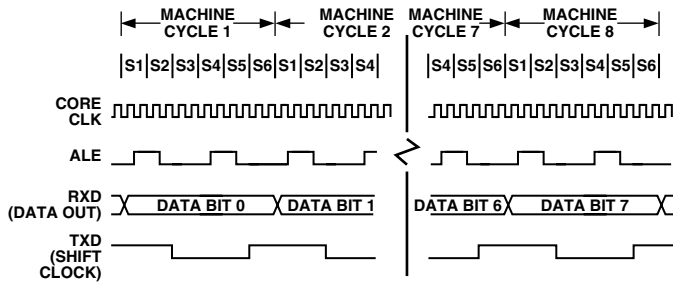 MACHINE CYCLE 1
MACHINE CYCLE 2
MACHINE CYCLE 7
MACHINE CYCLE 8
S1 S2 S3 S4 S5 S6 S1 S2 S3 S4
S4 S5 S6 S1 S2 S3 S4 S5 S6
CORE
CLK
ALE
RXD
(DATA OUT)
DATA BIT 0
DATA BIT 1
DATA BIT 6
DATA BIT 7
TXD
(SHIFT
CLOCK)